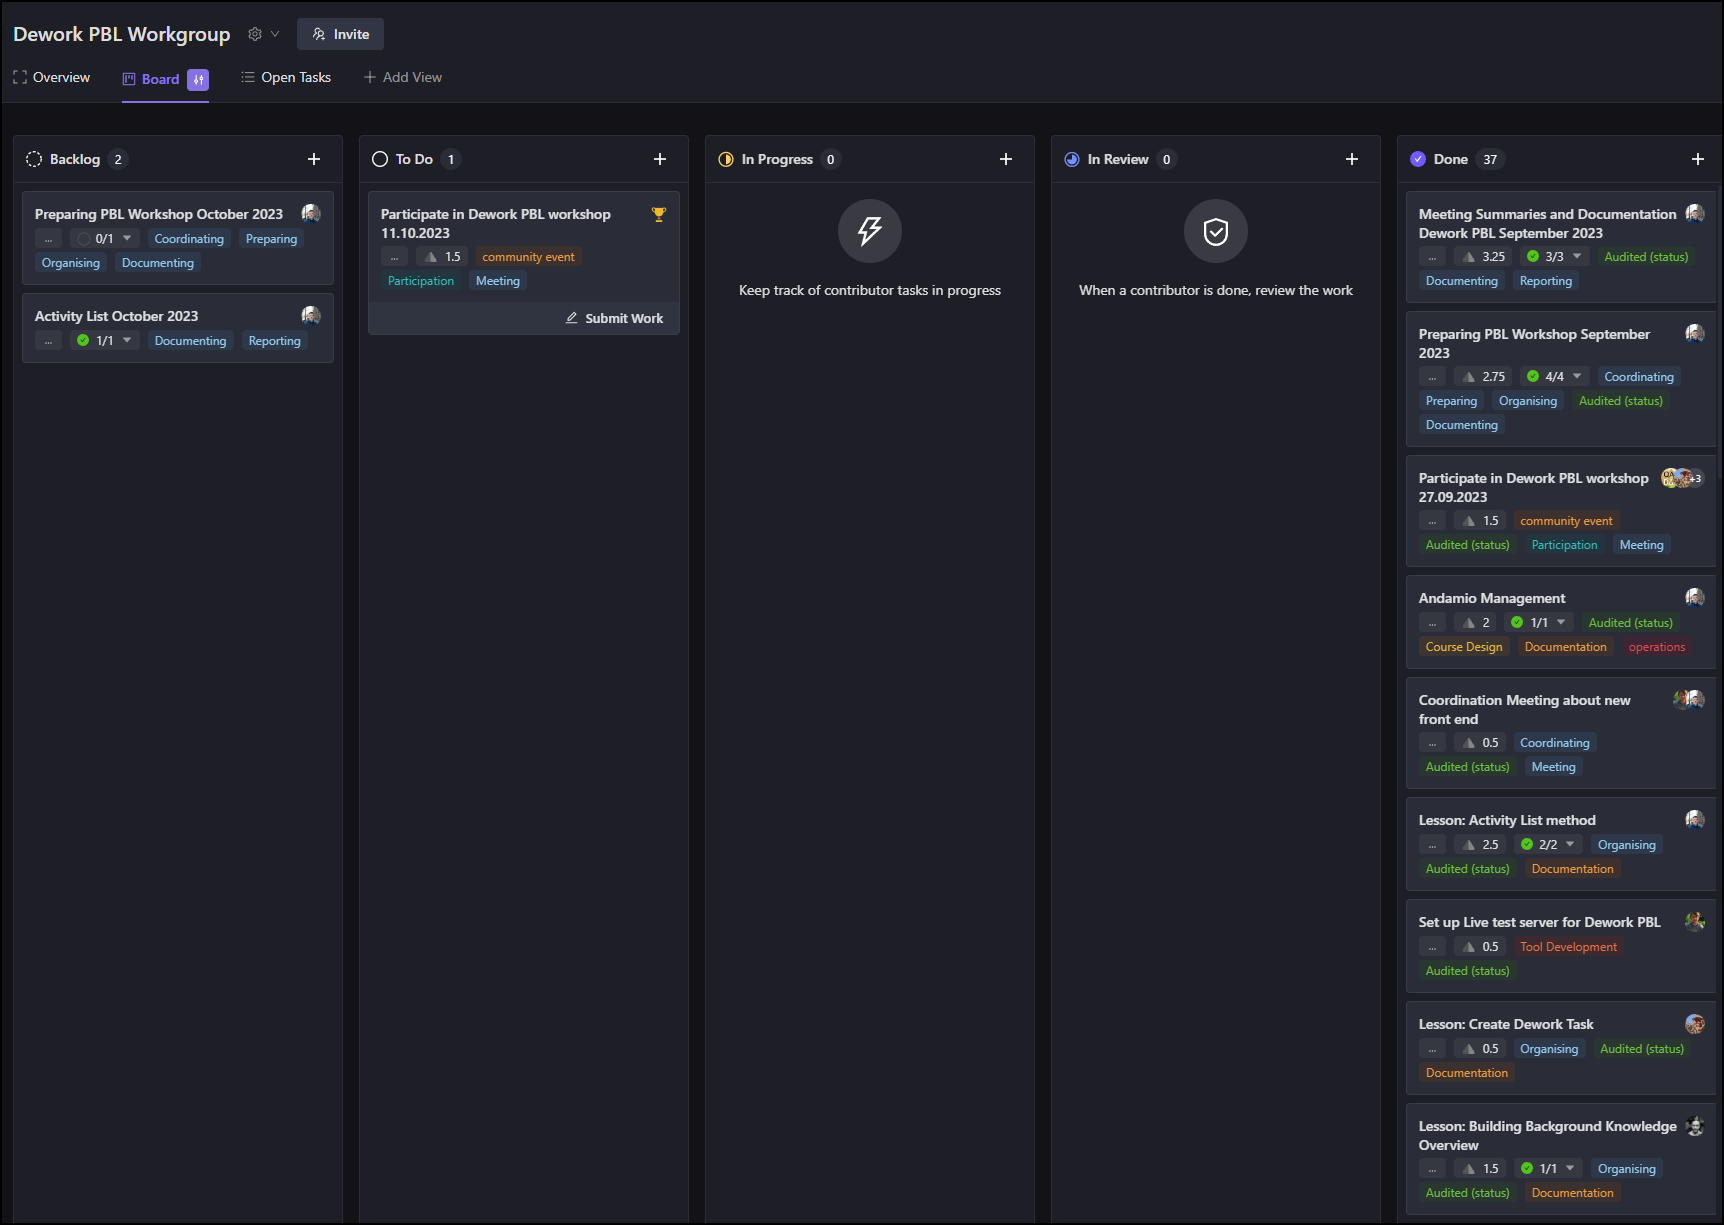 Dework PBL Workgroup
Invite
Overview
Board
Open Tasks
Add View
Backlog 2
Preparing PBL Workshop October 2023
... 0/1 Coordinating Preparing
Organising Documenting
Activity List October 2023
... 1/1 Documenting Reporting
To Do 1
Participate in Dework PBL workshop
11.10.2023
... 1.5 community event
Participation Meeting
Submit Work
In Progress 0
Keep track of contributor tasks in progress
In Review 0
When a contributor is done, review the work
Done 37
Meeting Summaries and Documentation
Dework PBL September 2023
... 3.25 3/3 Audited (status)
Documenting Reporting
Preparing PBL Workshop September
2023
... 2.75 4/4 Coordinating
Preparing Organising Audited (status)
Documenting
Participate in Dework PBL workshop +3
27.09.2023
... 1.5 community event
Audited (status) Participation Meeting
Andamio Management
... 2 1/1 Audited (status)
Course Design Documentation operations
Coordination Meeting about new
front end
... 0.5 Coordinating
Audited (status) Meeting
Lesson: Activity List method
... 2.5 2/2 Organising
Audited (status) Documentation
Set up Live test server for Dework PBL
... 0.5 Tool Development
Audited (status)
Lesson: Create Dework Task
... 0.5 Organising Audited (status)
Documentation
Lesson: Building Background Knowledge
Overview
... 1.5 1/1 Organising
Audited (status) Documentation